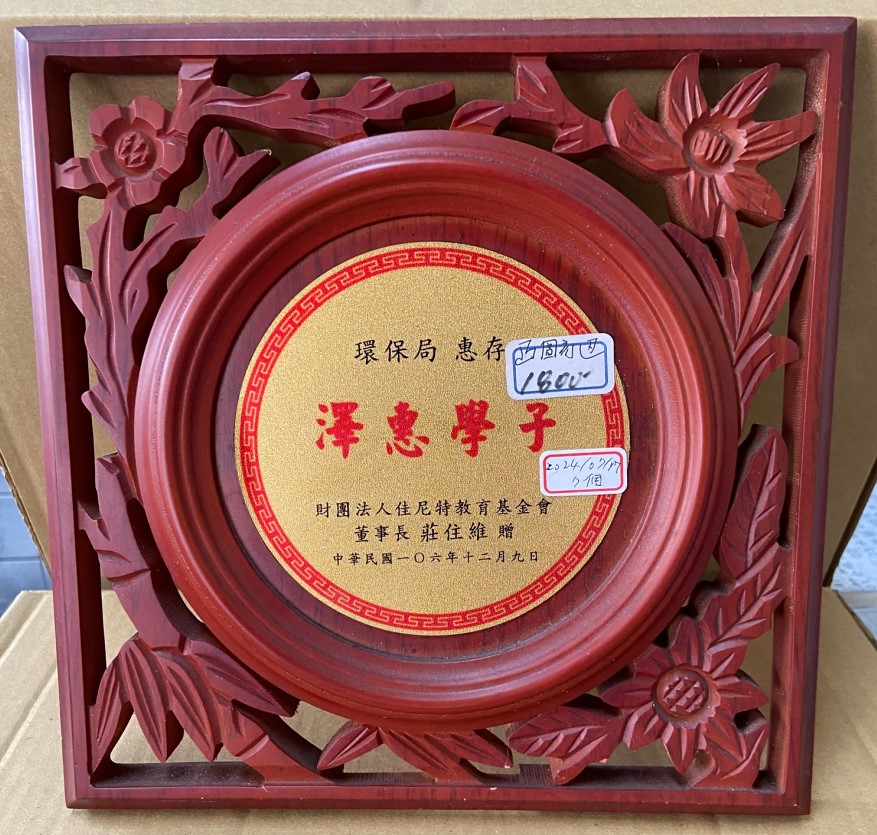 環保局 惠存
1800
澤惠學子
2024/07/17
7個
財團法人佳尼特教育基金會
董事長 莊住維 贈
中華民國一〇六年十二月九日